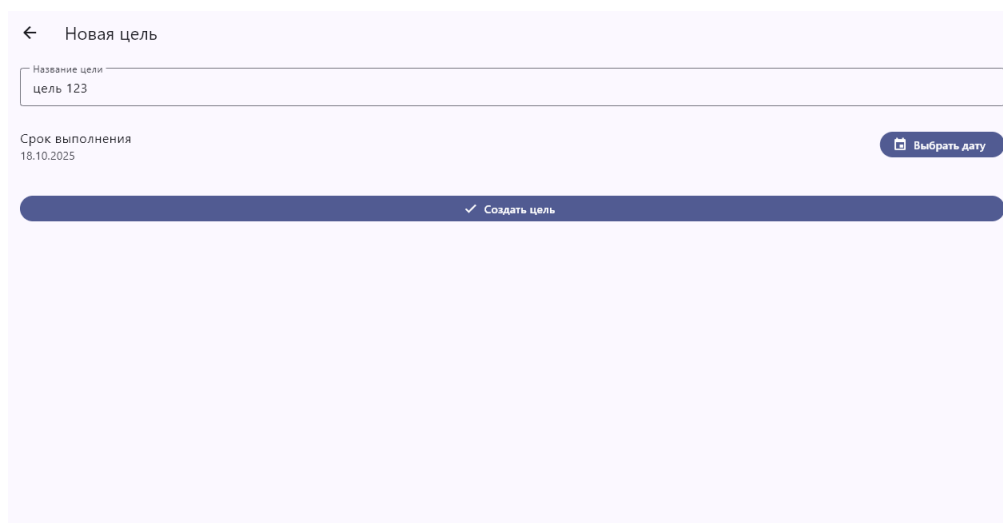 Новая цель
Название цели
цель 123
Срок выполнения
18.10.2025
Выбрать дату
Создать цель